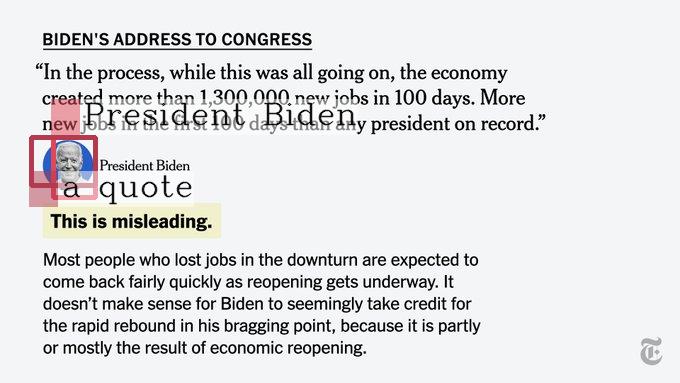 BIDEN'S ADDRESS TO CONGRESS
“In the process, while this was all going on, the economy
created more than 1,300,000 new jobs in 100 days. More
President Biden
new jobs in the first 100 days than any president on record.”
President Biden
a quote
This is misleading.
Most people who lost jobs in the downturn are expected to
come back fairly quickly as reopening gets underway. It
doesn’t make sense for Biden to seemingly take credit for
the rapid rebound in his bragging point, because it is partly
or mostly the result of economic reopening.
T